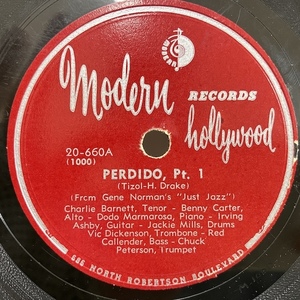 Modern
RECORDS
hollywood
20-660A
(1000)
PERDIDO, Pt. 1
(Tizol-H. Drake)
(Frcm Gene Norman's "Just Jazz")
Charlie Barnett, Tenor - Benny Carter,
Alto - Dodo Marmarosa, Piano - Irving
Ashby, Guitar - Jackie Mills, Drums
Vic Dickenson, Trombone - Red
Callender, Bass - Chuck
Peterson, Trumpet
686 NORTH ROBERTSON BOULEVARD